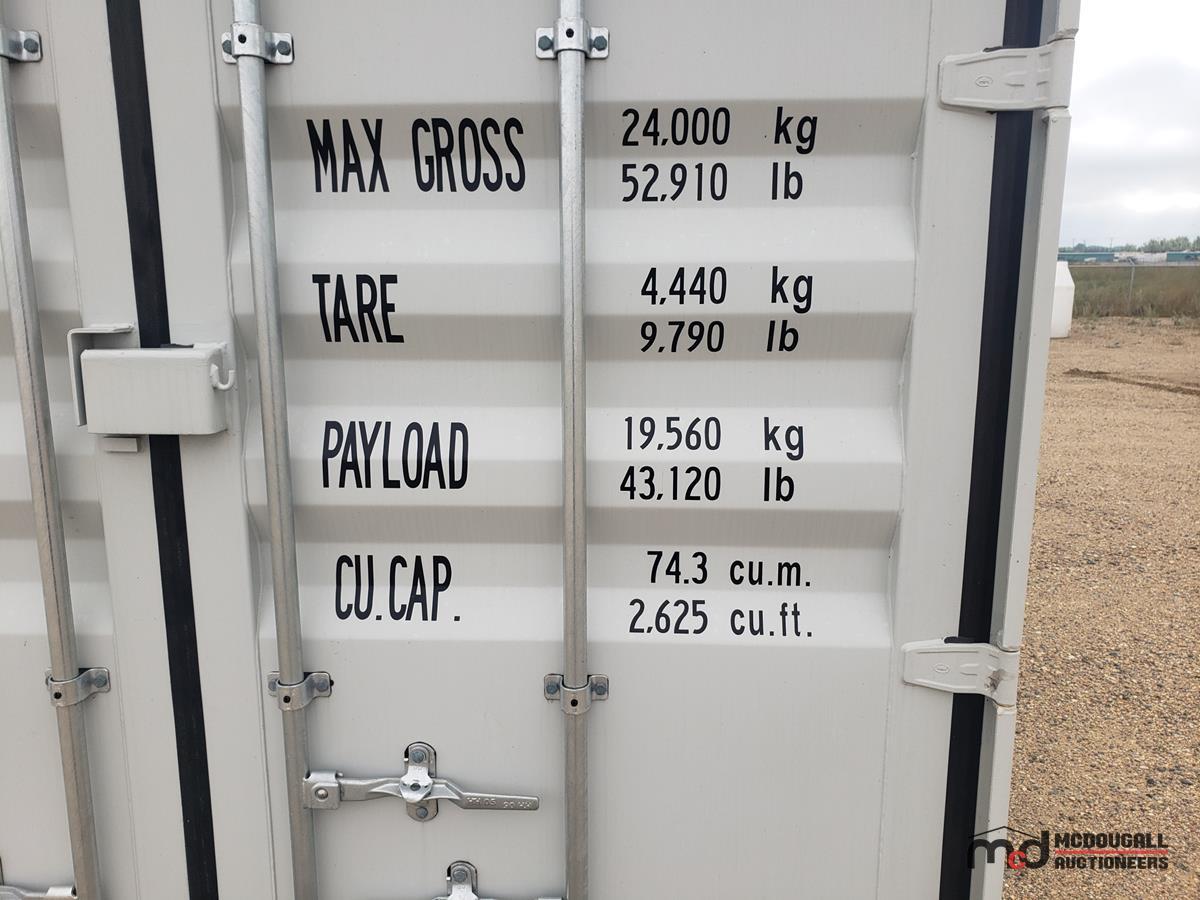 MAX GROSS 24,000 kg
52,910 lb
TARE 4,440 kg
9,790 lb
PAYLOAD 19,560 kg
43,120 lb
CU.CAP. 74.3 cu.m.
2,625 cu.ft.
mcd MCDOUGALL
AUCTIONEERS